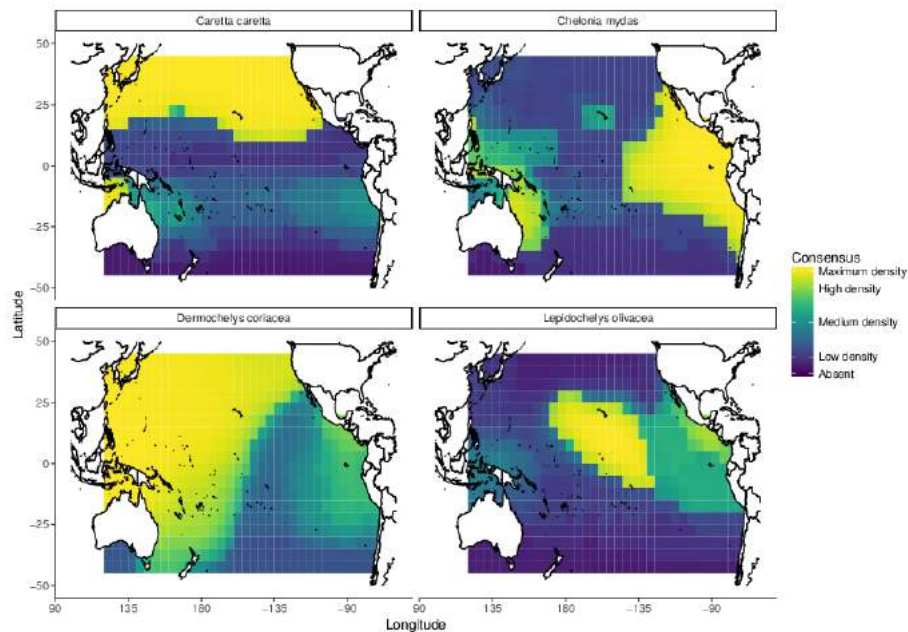 Caretta caretta
Chelonia mydas
50
25
0
-25
-50
Latitude
Dermochelys coriacea
Lepidochelys olivacea
50
25
0
-25
-50
90
135
180
-135
-90
135
180
-135
-90
Longitude
Consensus
Maximum density
High density
Medium density
Low density
Absent